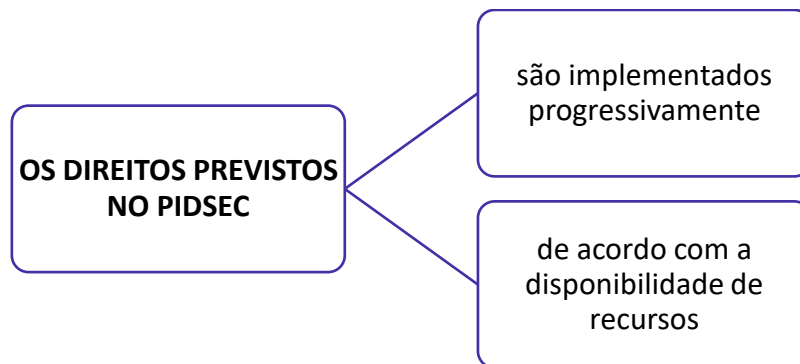 OS DIREITOS PREVISTOS
NO PIDSEC
são implementados
progressivamente
de acordo com a
disponibilidade de
recursos